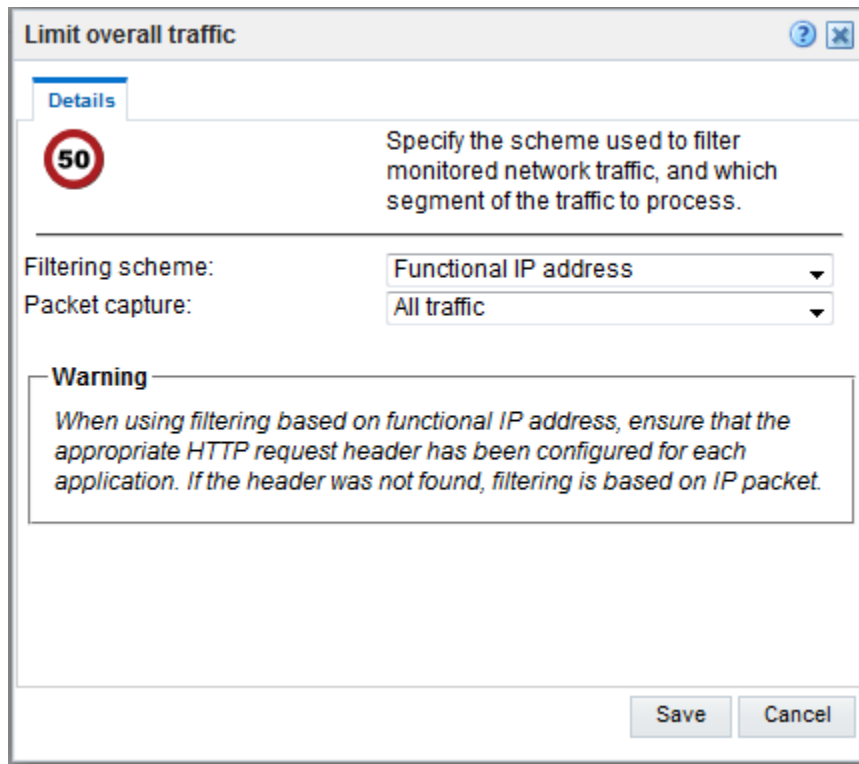 Limit overall traffic
?
Details
50
Specify the scheme used to filter
monitored network traffic, and which
segment of the traffic to process.
Filtering scheme: Functional IP address
Packet capture: All traffic
Warning
When using filtering based on functional IP address, ensure that the
appropriate HTTP request header has been configured for each
application. If the header was not found, filtering is based on IP packet.
Save Cancel